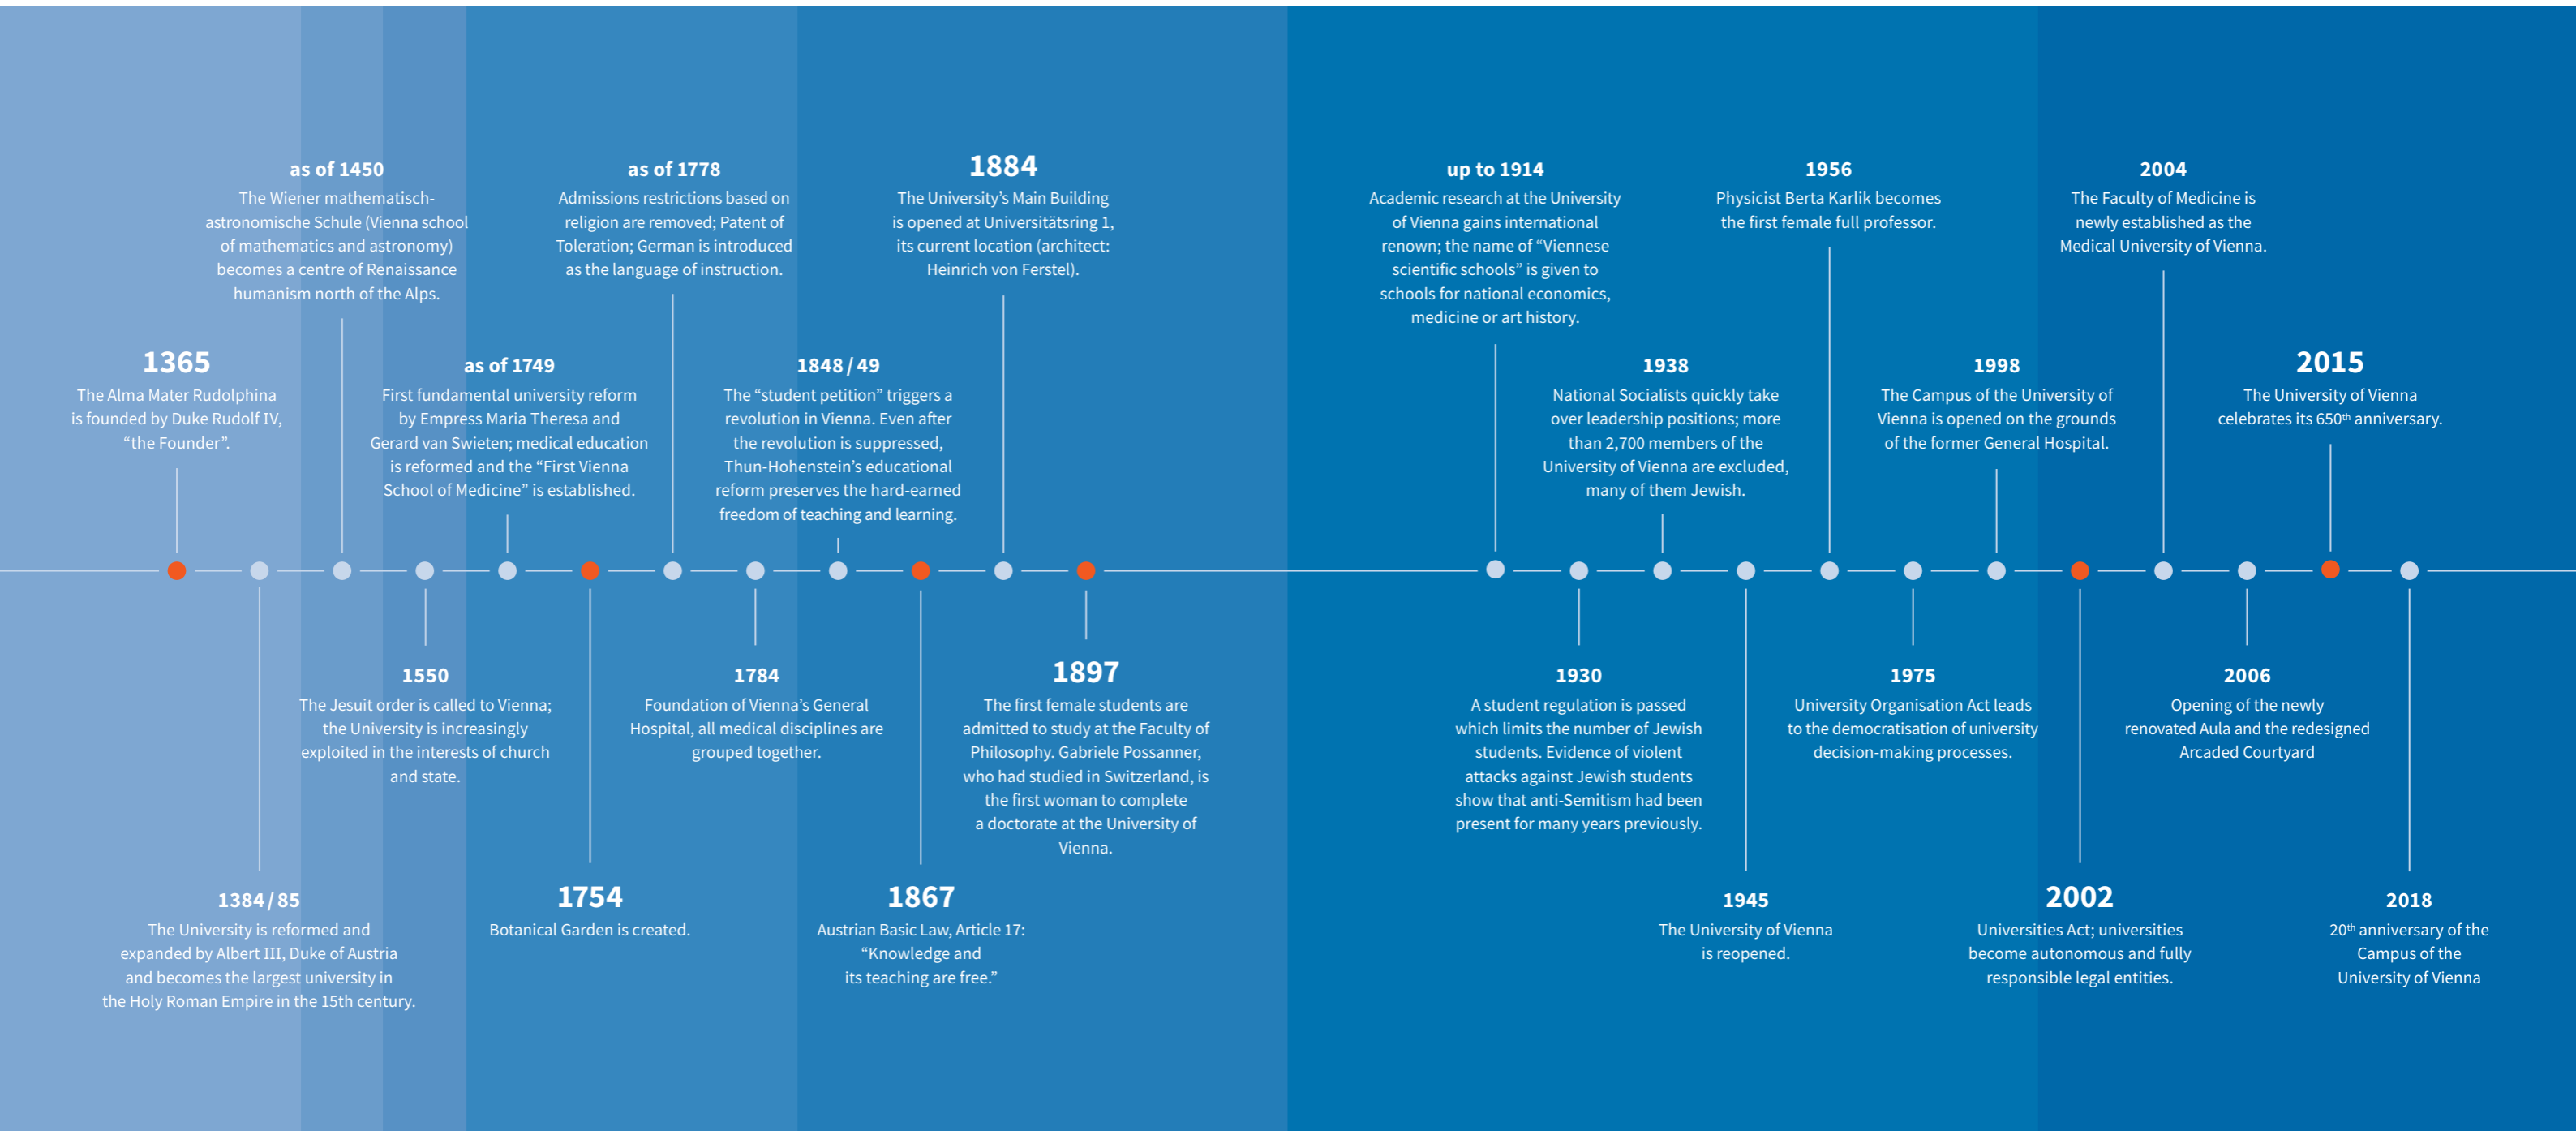 1365
The Alma Mater Rudolphina
is founded by Duke Rudolf IV,
“the Founder”.
1384 / 85
The University is reformed and
expanded by Albert III, Duke of Austria
and becomes the largest university in
the Holy Roman Empire in the 15th century.
as of 1450
The Wiener mathematisch-
astronomische Schule (Vienna school
of mathematics and astronomy)
becomes a centre of Renaissance
humanism north of the Alps.
1550
The Jesuit order is called to Vienna;
the University is increasingly
exploited in the interests of church
and state.
as of 1749
First fundamental university reform
by Empress Maria Theresa and
Gerard van Swieten; medical education
is reformed and the “First Vienna
School of Medicine” is established.
1754
Botanical Garden is created.
as of 1778
Admissions restrictions based on
religion are removed; Patent of
Toleration; German is introduced
as the language of instruction.
1784
Foundation of Vienna’s General
Hospital, all medical disciplines are
grouped together.
1848 / 49
The “student petition” triggers a
revolution in Vienna. Even after
the revolution is suppressed,
Thun-Hohenstein’s educational
reform preserves the hard-earned
freedom of teaching and learning.
1867
Austrian Basic Law, Article 17:
“Knowledge and
its teaching are free.”
1884
The University’s Main Building
is opened at Universitätsring 1,
its current location (architect:
Heinrich von Ferstel).
1897
The first female students are
admitted to study at the Faculty of
Philosophy. Gabriele Possanner,
who had studied in Switzerland, is
the first woman to complete
a doctorate at the University of
Vienna.
up to 1914
Academic research at the University
of Vienna gains international
renown; the name of “Viennese
scientific schools” is given to
schools for national economics,
medicine or art history.
1930
A student regulation is passed
which limits the number of Jewish
students. Evidence of violent
attacks against Jewish students
show that anti-Semitism had been
present for many years previously.
1938
National Socialists quickly take
over leadership positions; more
than 2,700 members of the
University of Vienna are excluded,
many of them Jewish.
1945
The University of Vienna
is reopened.
1956
Physicist Berta Karlik becomes
the first female full professor.
1975
University Organisation Act leads
to the democratisation of university
decision-making processes.
1998
The Campus of the University of
Vienna is opened on the grounds
of the former General Hospital.
2002
Universities Act; universities
become autonomous and fully
responsible legal entities.
2004
The Faculty of Medicine is
newly established as the
Medical University of Vienna.
2006
Opening of the newly
renovated Aula and the redesigned
Arcaded Courtyard
2015
The University of Vienna
celebrates its 650th anniversary.
2018
20th anniversary of the
Campus of the
University of Vienna